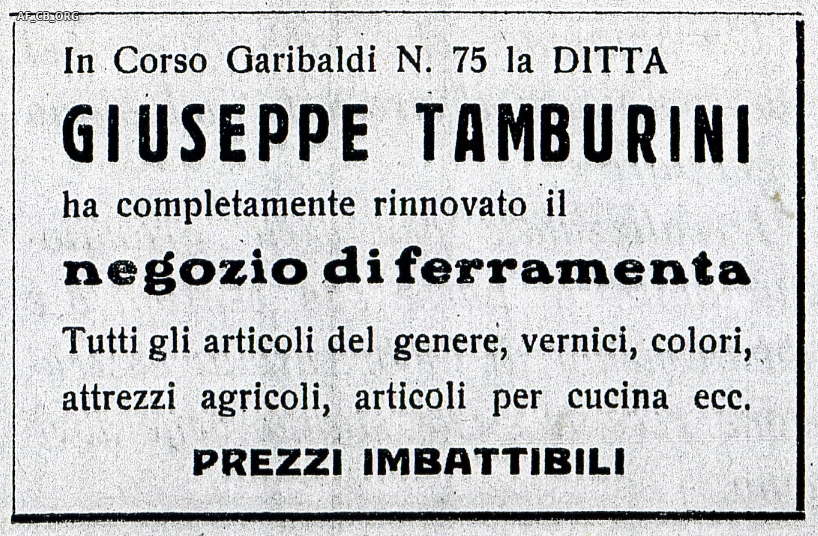 AF_CB_ORG
In Corso Garibaldi N. 75 la DITTA
GIUSEPPE TAMBURINI
ha completamente rinnovato il
negozio di ferramenta
Tutti gli articoli del genere, vernici, colori,
attrezzi agricoli, articoli per cucina ecc.
PREZZI IMBATTIBILI